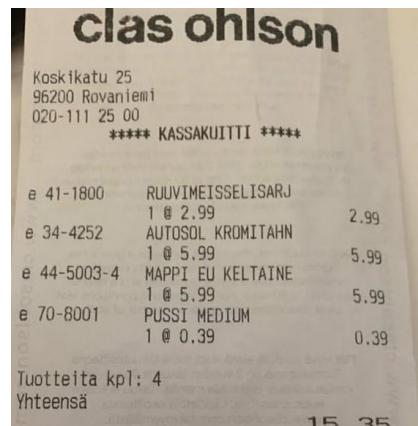 clas ohlson
Koskikatu 25
96200 Rovaniemi
020-111 25 00
***** KASSAKUITTI *****
e 41-1800 RUUVIMEISSELISARJ
1 @ 2.99 2.99
e 34-4252 AUTOSOL KROMITAHN
1 @ 5.99 5.99
e 44-5003-4 MAPPI EU KELTAINE
1 @ 5.99 5.99
e 70-8001 PUSSI MEDIUM
1 @ 0.39 0.39
Tuotteita kpl: 4
Yhteensä
15.35